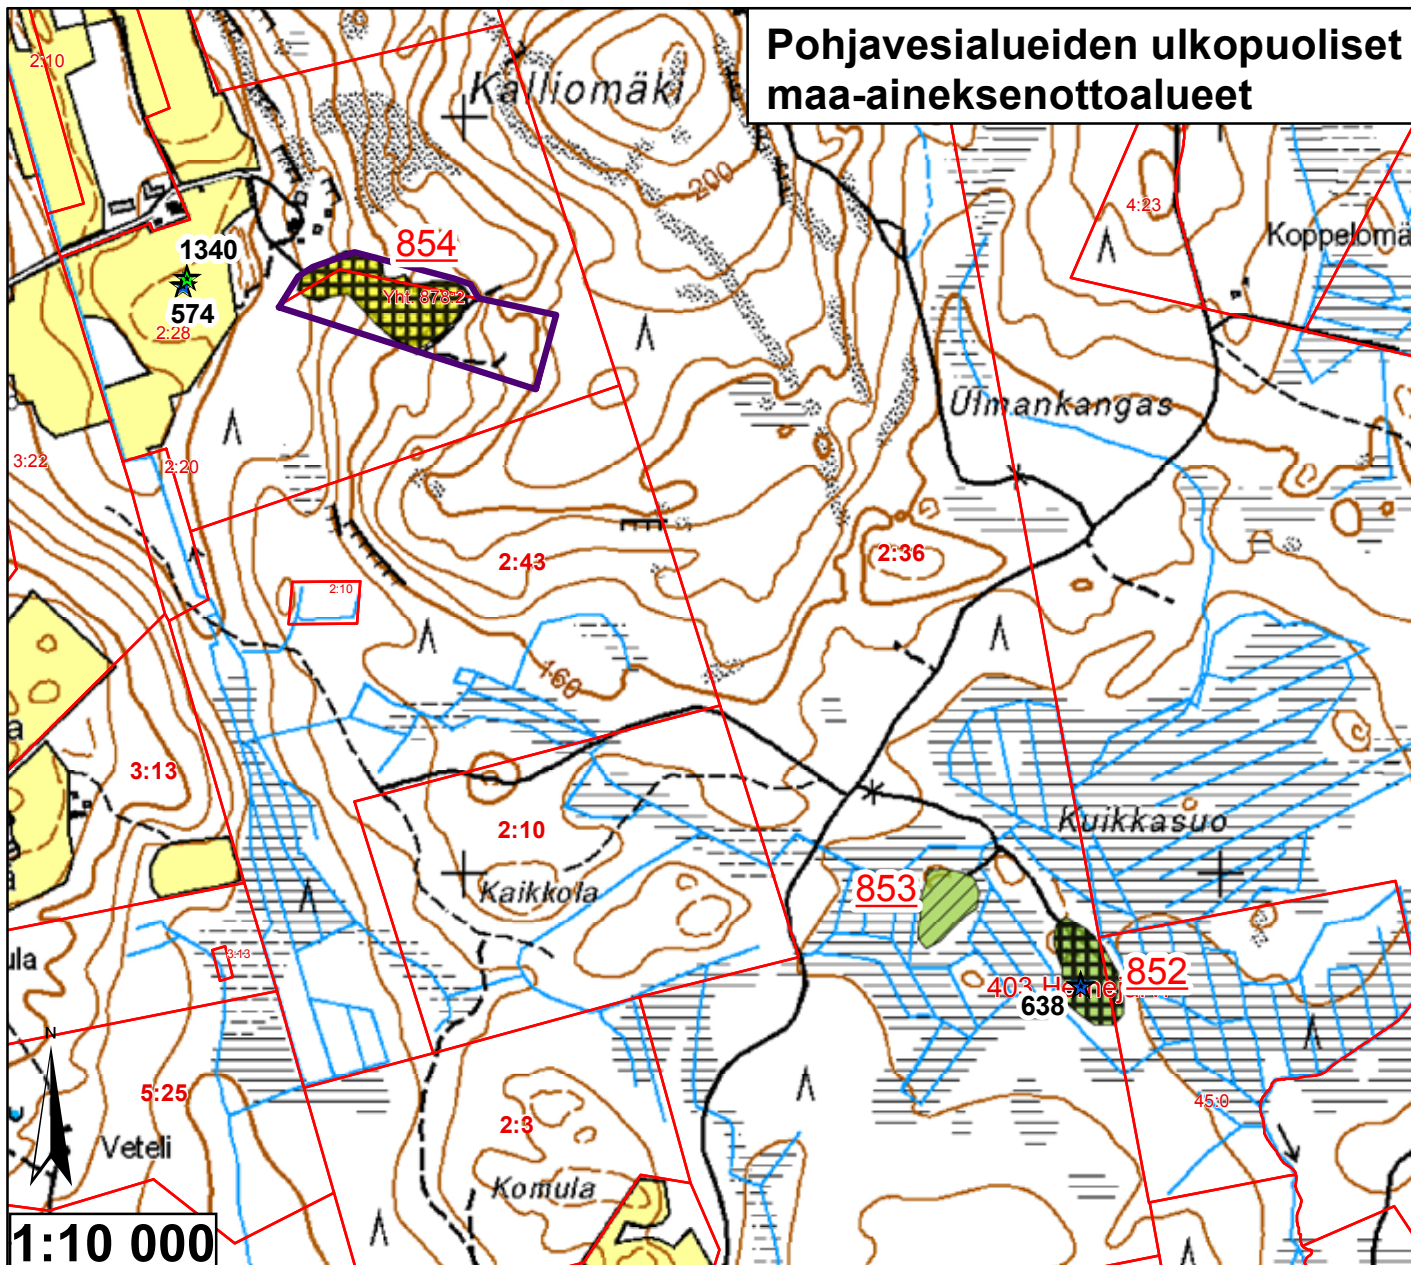 Pohjavesialueiden ulkopuoliset
maa-aineksenottoalueet
2:10
Kalliomäki
200
4:23
Koppelomä
854
1340
Yht. 878:2
574
2:28
Ulmankangas
3:22
2:20
2:43
2:36
2:10
160
3:13
2:10
Kuikkasuo
Kaikkola
853
3:13
852
638
N
5:25
45:0
2:3
Veteli
Komula
1:10 000